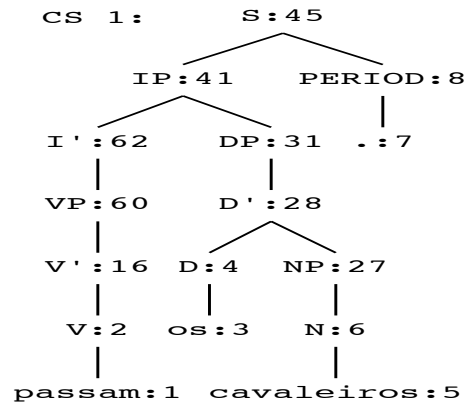 CS 1: S:45
IP:41 PERIOD:8
I':62 DP:31 .:7
VP:60 D':28
V':16 D:4 NP:27
V:2 os:3 N:6
passam:1 cavaleiros:5